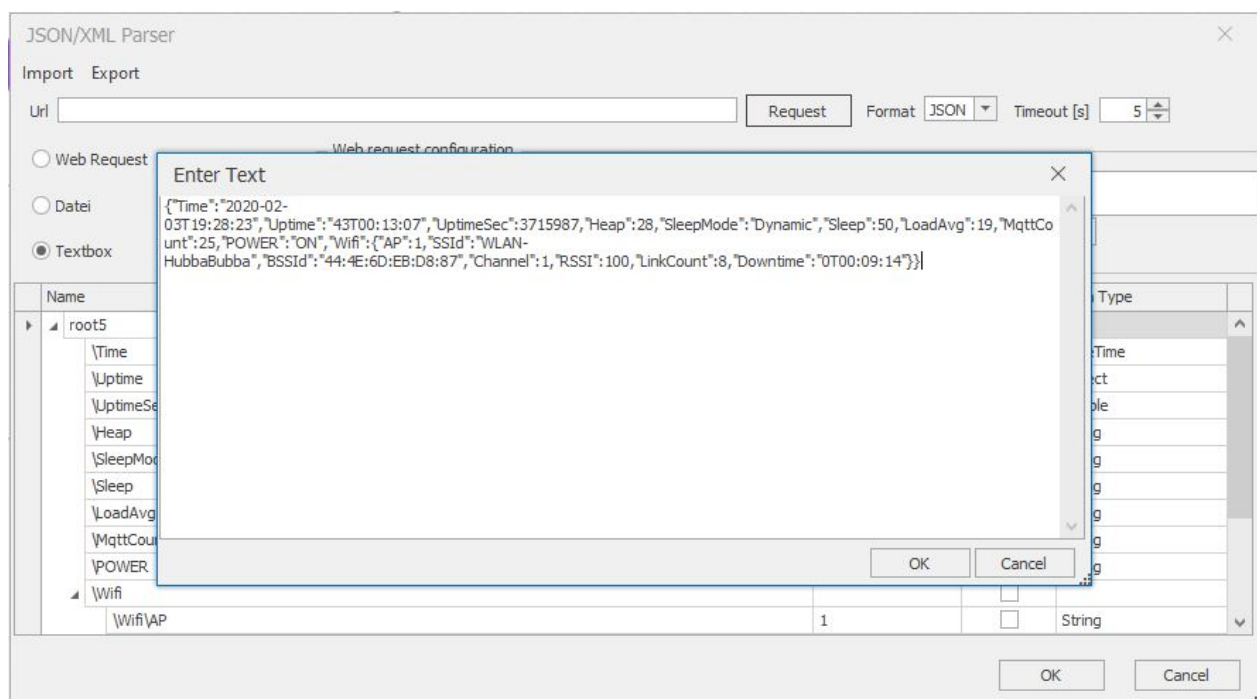 JSON/XML Parser
Import Export
Url Request Format JSON Timeout [s] 5
Web Request Web request configuration
Datei
Textbox
Enter Text
{"Time":"2020-02-
03T19:28:23","Uptime":"43T00:13:07","UptimeSec":3715987,"Heap":28,"SleepMode":"Dynamic","Sleep":50,"LoadAvg":19,"MqttCo
unt":25,"POWER":"ON","Wifi":{"AP":1,"SSId":"WLAN-
HubbaBubba","BSSId":"44:4E:6D:EB:D8:87","Channel":1,"RSSI":100,"LinkCount":8,"Downtime":"0T00:09:14"}}
OK Cancel
Name Type
root5
\Time
\Uptime
\UptimeSe
\Heap
\SleepMod
\Sleep
\LoadAvg
\MqttCou
\POWER
\Wifi
\Wifi\AP 1 String
OK Cancel